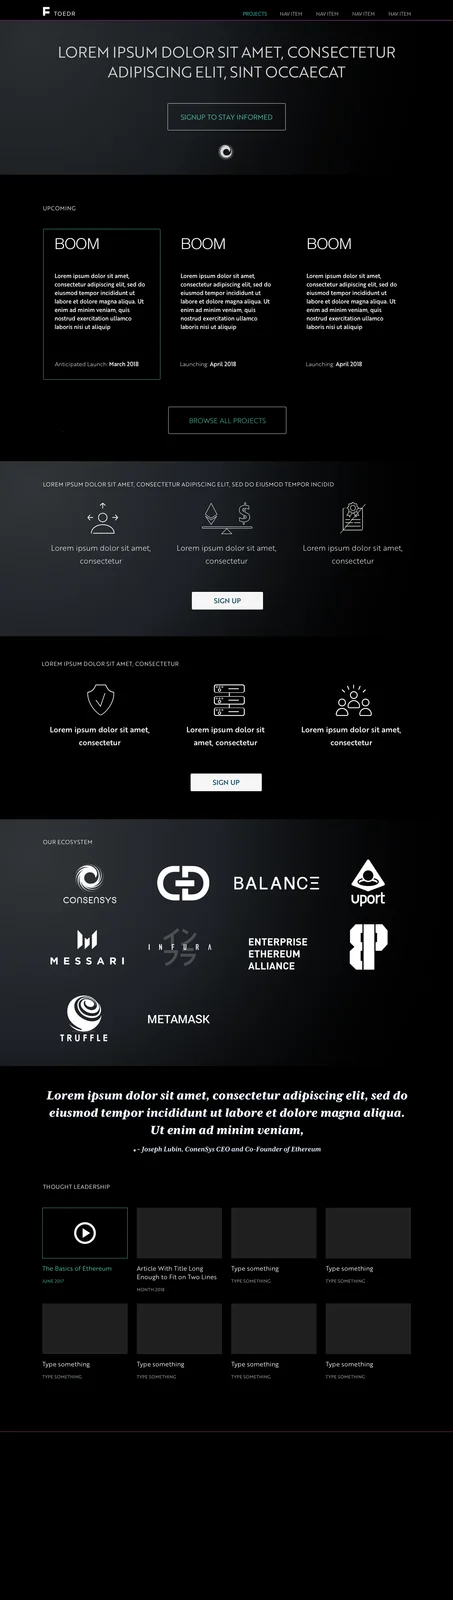 F TOEDR
PROJECTS NAV ITEM NAV ITEM NAV ITEM NAV ITEM
LOREM IPSUM DOLOR SIT AMET, CONSECTETUR
ADIPISCING ELIT, SINT OCCAECAT
SIGNUP TO STAY INFORMED
UPCOMING
BOOM
Lorem ipsum dolor sit amet,
consectetur adipiscing elit, sed do
eiusmod tempor incididunt ut
labore et dolore magna aliqua. Ut
enim ad minim veniam, quis
nostrud exercitation ullamco
laboris nisi ut aliquip
Anticipated Launch: March 2018
BOOM
Lorem ipsum dolor sit amet,
consectetur adipiscing elit, sed do
eiusmod tempor incididunt ut
labore et dolore magna aliqua. Ut
enim ad minim veniam, quis
nostrud exercitation ullamco
laboris nisi ut aliquip
Launching: April 2018
BOOM
Lorem ipsum dolor sit amet,
consectetur adipiscing elit, sed do
eiusmod tempor incididunt ut
labore et dolore magna aliqua. Ut
enim ad minim veniam, quis
nostrud exercitation ullamco
laboris nisi ut aliquip
Launching: April 2018
BROWSE ALL PROJECTS
LOREM IPSUM DOLOR SIT AMET, CONSECTETUR ADIPISCING ELIT, SED DO EIUSMOD TEMPOR INCIDID
Lorem ipsum dolor sit amet,
consectetur
Lorem ipsum dolor sit amet,
consectetur
Lorem ipsum dolor sit amet,
consectetur
SIGN UP
LOREM IPSUM DOLOR SIT AMET, CONSECTETUR
Lorem ipsum dolor sit amet,
consectetur
Lorem ipsum dolor sit
amet, consectetur
Lorem ipsum dolor sit amet,
consectetur
SIGN UP
OUR ECOSYSTEM
CONSENSYS
BALANCE
uport
MESSARI
インフラ
INFURA
ENTERPRISE
ETHEREUM
ALLIANCE
BP
TRUFFLE
METAMASK
Lorem ipsum dolor sit amet, consectetur adipiscing elit, sed do
eiusmod tempor incididunt ut labore et dolore magna aliqua.
Ut enim ad minim veniam,
• - Joseph Lubin, ConenSys CEO and Co-Founder of Ethereum
THOUGHT LEADERSHIP
The Basics of Ethereum
JUNE 2017
Article With Title Long
Enough to Fit on Two Lines
MONTH 2018
Type something
TYPE SOMETHING
Type something
TYPE SOMETHING
Type something
TYPE SOMETHING
Type something
TYPE SOMETHING
Type something
TYPE SOMETHING
Type something
TYPE SOMETHING